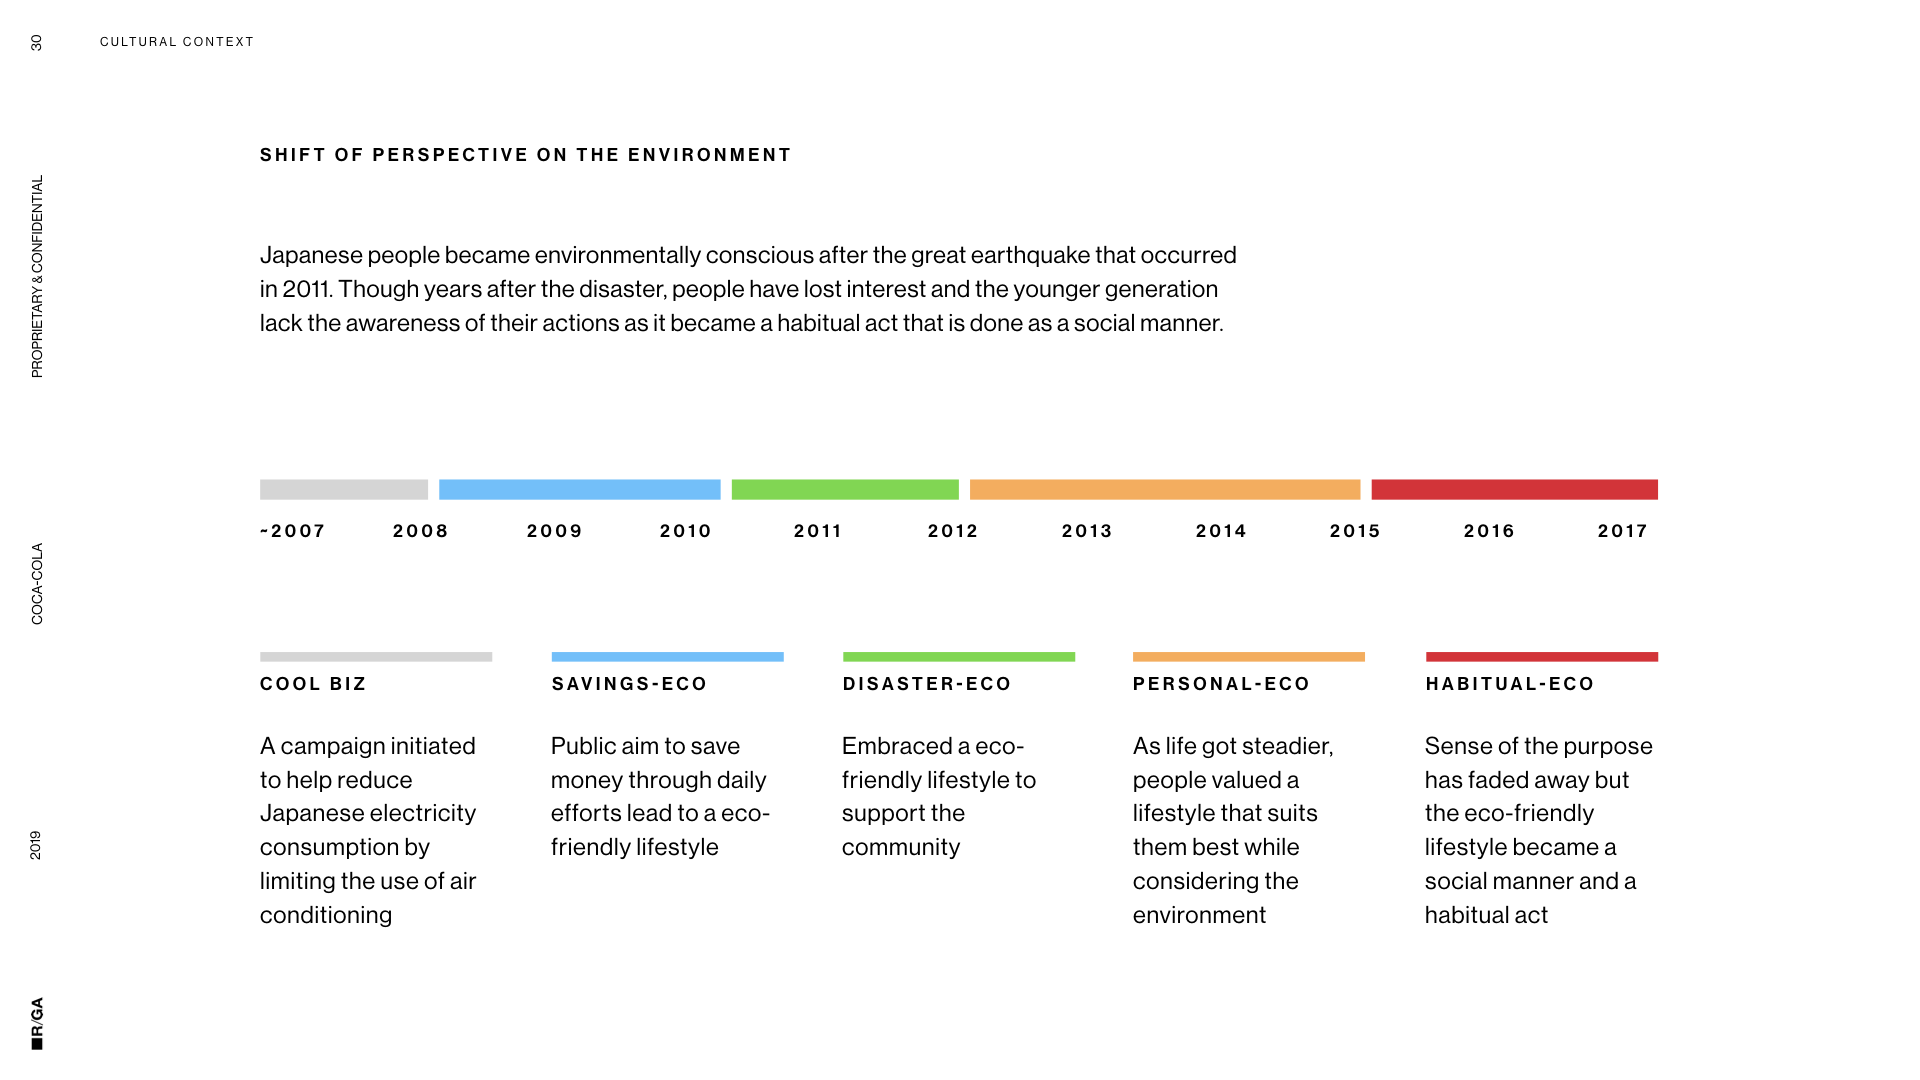 30
CULTURAL CONTEXT
PROPRIETARY & CONFIDENTIAL
COCA-COLA
2019
R/GA
SHIFT OF PERSPECTIVE ON THE ENVIRONMENT
Japanese people became environmentally conscious after the great earthquake that occurred
in 2011. Though years after the disaster, people have lost interest and the younger generation
lack the awareness of their actions as it became a habitual act that is done as a social manner.
~2007 2008 2009 2010 2011 2012 2013 2014 2015 2016 2017
COOL BIZ
A campaign initiated
to help reduce
Japanese electricity
consumption by
limiting the use of air
conditioning
SAVINGS-ECO
Public aim to save
money through daily
efforts lead to a eco-
friendly lifestyle
DISASTER-ECO
Embraced a eco-
friendly lifestyle to
support the
community
PERSONAL-ECO
As life got steadier,
people valued a
lifestyle that suits
them best while
considering the
environment
HABITUAL-ECO
Sense of the purpose
has faded away but
the eco-friendly
lifestyle became a
social manner and a
habitual act